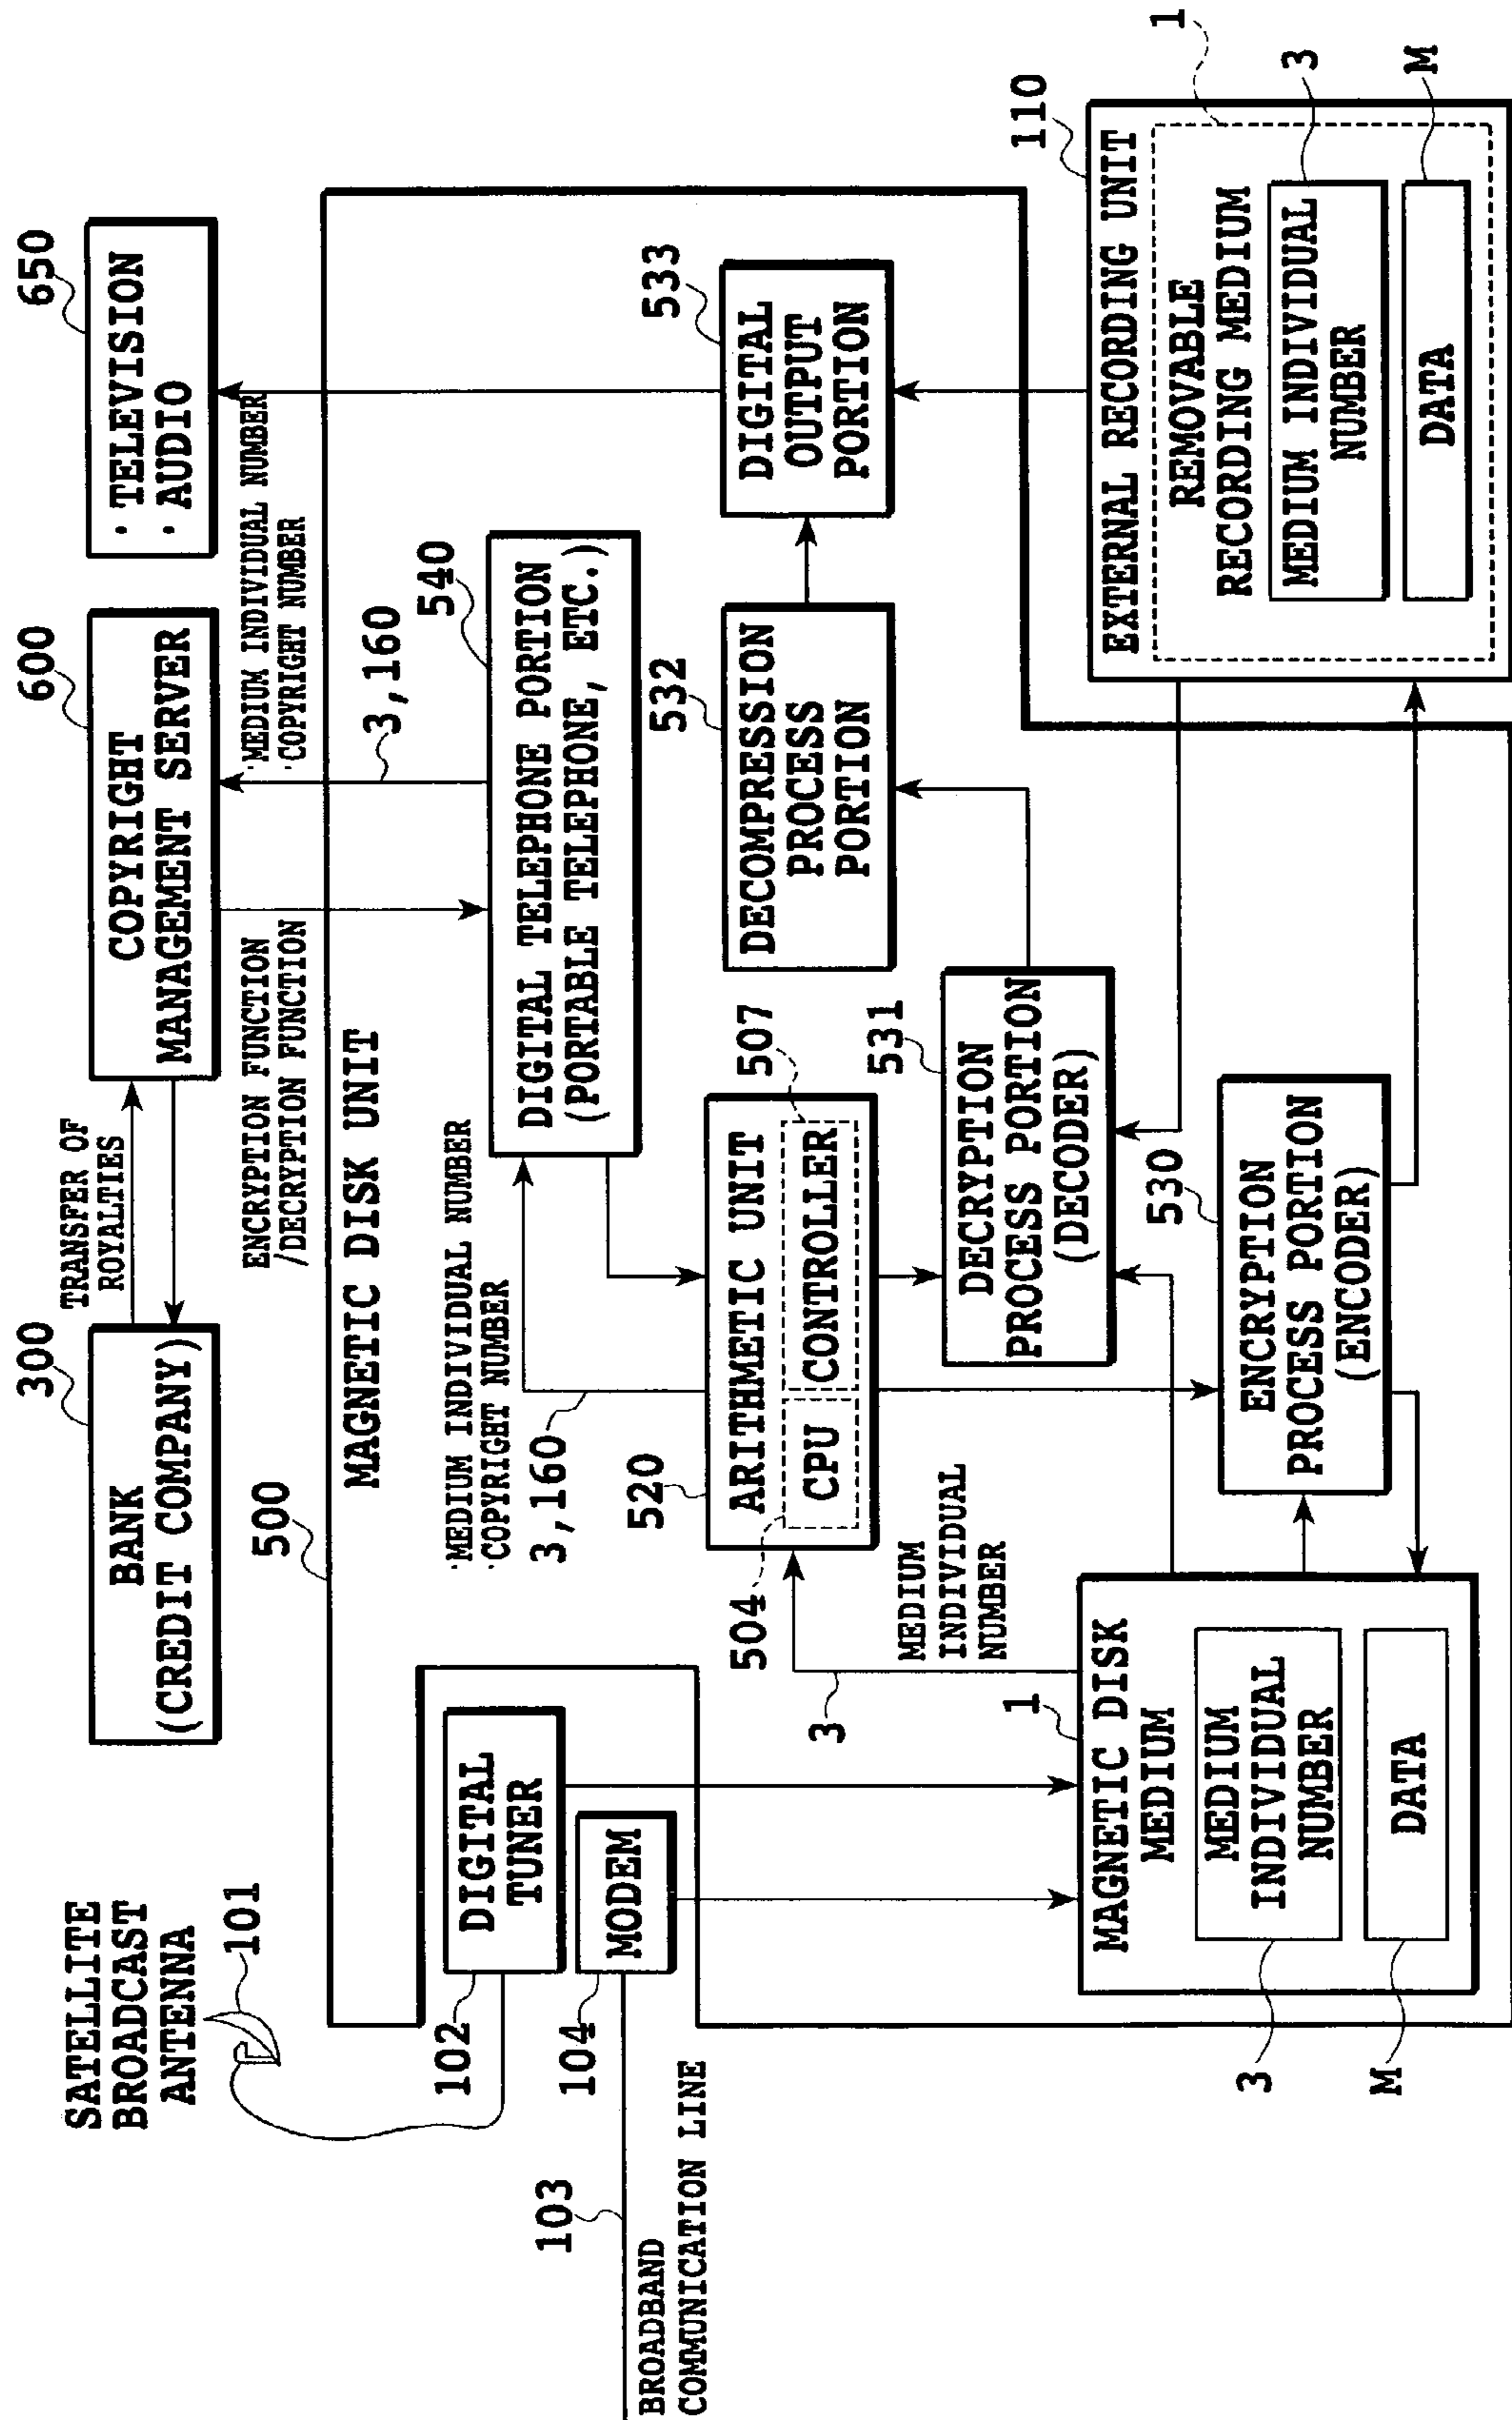 SATELLITE
BROADCAST
ANTENNA
101
300
BANK
(CREDIT COMPANY)
TRANSFER OF
ROYALTIES
600
COPYRIGHT
MANAGEMENT SERVER
650
·TELEVISION
·AUDIO
ENCRYPTION FUNCTION
/DECRYPTION FUNCTION
'MEDIUM INDIVIDUAL NUMBER
'COPYRIGHT NUMBER
500
MAGNETIC DISK UNIT
3,160
540
DIGITAL TELEPHONE PORTION
(PORTABLE TELEPHONE, ETC.)
102
DIGITAL
TUNER
'MEDIUM INDIVIDUAL NUMBER
'COPYRIGHT NUMBER
3,160
103
104
MODEM
BROADBAND
COMMUNICATION LINE
520
ARITHMETIC UNIT
504
CPU
CONTROLLER
507
532
DECOMPRESSION
PROCESS
PORTION
533
DIGITAL
OUTPUT
PORTION
3
MEDIUM
INDIVIDUAL
NUMBER
531
DECRYPTION
PROCESS PORTION
(DECODER)
1
MAGNETIC DISK
MEDIUM
MEDIUM
INDIVIDUAL
NUMBER
3
DATA
M
530
ENCRYPTION
PROCESS PORTION
(ENCODER)
110
EXTERNAL RECORDING UNIT
1
REMOVABLE
RECORDING MEDIUM
MEDIUM INDIVIDUAL
NUMBER
3
DATA
M